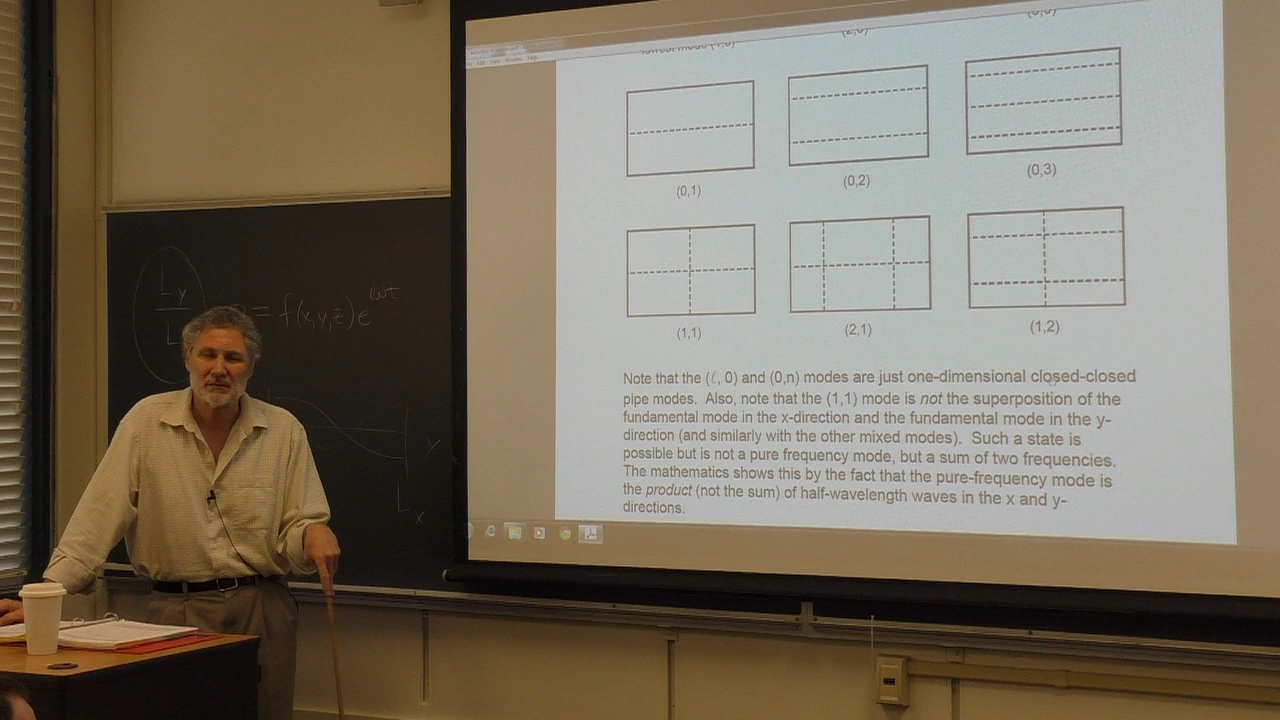 (0,1)
(0,2)
(0,3)
(1,1)
(2,1)
(1,2)
Note that the (ℓ, 0) and (0,n) modes are just one-dimensional closed-closed
pipe modes. Also, note that the (1,1) mode is not the superposition of the
fundamental mode in the x-direction and the fundamental mode in the y-
direction (and similarly with the other mixed modes). Such a state is
possible but is not a pure frequency mode, but a sum of two frequencies.
The mathematics shows this by the fact that the pure-frequency mode is
the product (not the sum) of half-wavelength waves in the x and y-
directions.
Ly
L
= f(x,y,z)e^iωt
y
Lx